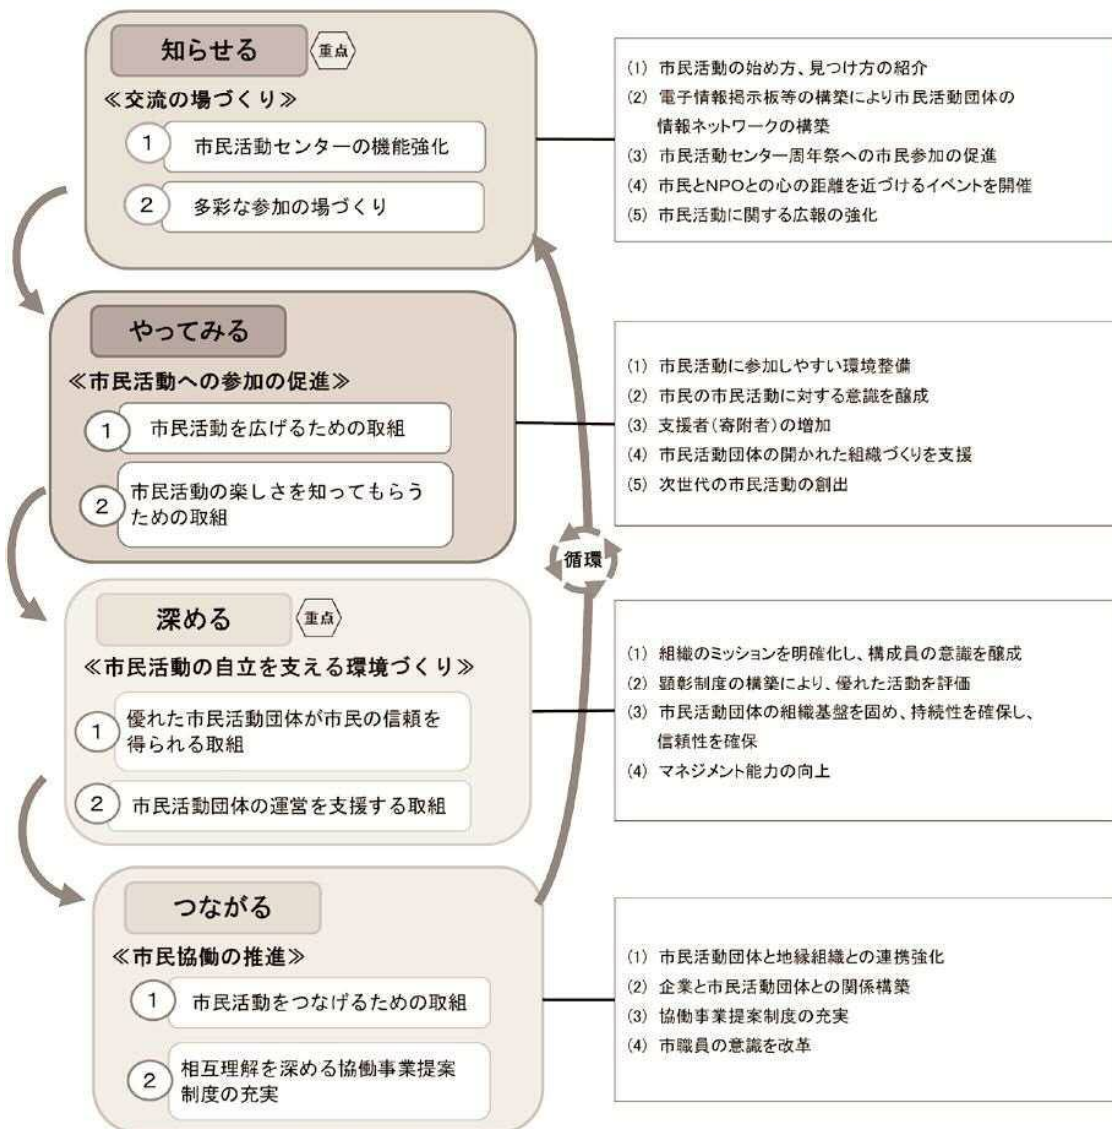 知らせる
重点
≪交流の場づくり≫
1 市民活動センターの機能強化
2 多彩な参加の場づくり
(1) 市民活動の始め方、見つけ方の紹介
(2) 電子情報掲示板等の構築により市民活動団体の
情報ネットワークの構築
(3) 市民活動センター周年祭への市民参加の促進
(4) 市民とNPOとの心の距離を近づけるイベントを開催
(5) 市民活動に関する広報の強化
やってみる
≪市民活動への参加の促進≫
1 市民活動を広げるための取組
2 市民活動の楽しさを知ってもらう
ための取組
(1) 市民活動に参加しやすい環境整備
(2) 市民の市民活動に対する意識を醸成
(3) 支援者(寄附者)の増加
(4) 市民活動団体の開かれた組織づくりを支援
(5) 次世代の市民活動の創出
循環
深める
重点
≪市民活動の自立を支える環境づくり≫
1 優れた市民活動団体が市民の信頼を
得られる取組
2 市民活動団体の運営を支援する取組
(1) 組織のミッションを明確化し、構成員の意識を醸成
(2) 顕彰制度の構築により、優れた活動を評価
(3) 市民活動団体の組織基盤を固め、持続性を確保し、
信頼性を確保
(4) マネジメント能力の向上
つながる
≪市民協働の推進≫
1 市民活動をつなげるための取組
2 相互理解を深める協働事業提案
制度の充実
(1) 市民活動団体と地縁組織との連携強化
(2) 企業と市民活動団体との関係構築
(3) 協働事業提案制度の充実
(4) 市職員の意識を改革